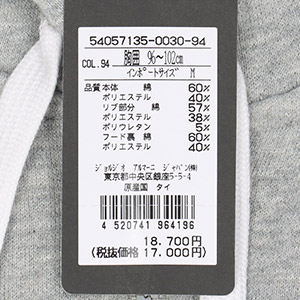 54057135-0030-94
COL.94 胸囲 96～102cm
インポートサイズ M
品質 本体 綿 60%
ポリエステル 40%
リブ部分 綿 57%
ポリエステル 38%
ポリウレタン 5%
フード裏 綿 60%
ポリエステル 40%
ジョルジオ アルマーニ ジャパン(株)
東京都中央区銀座5-5-4
原産国 タイ
4 520741 964196
18,700円
(税抜価格 17,000円)